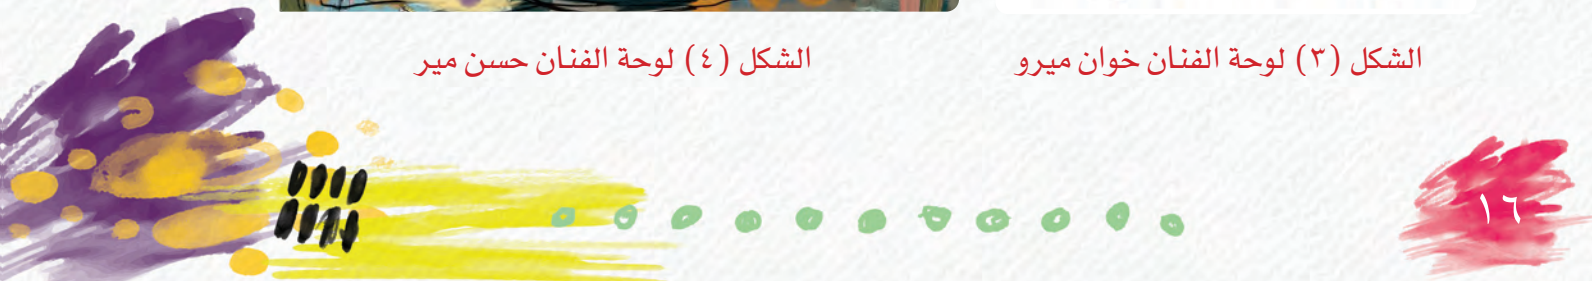 الشكل (٣) لوحة الفنان خوان ميرو
الشكل (٤) لوحة الفنان حسن مير
١٦